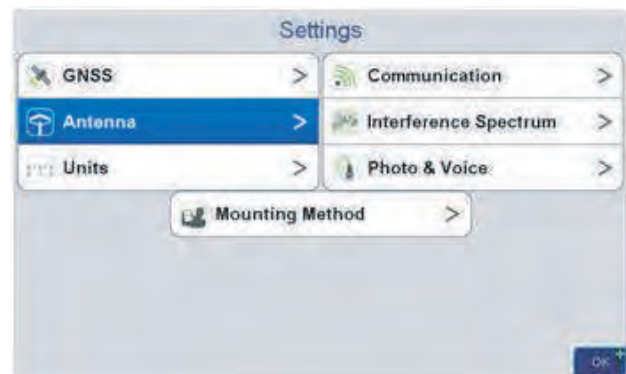 Settings
GNSS >
Communication >
Antenna >
Interference Spectrum >
Units >
Photo & Voice >
Mounting Method >
OK